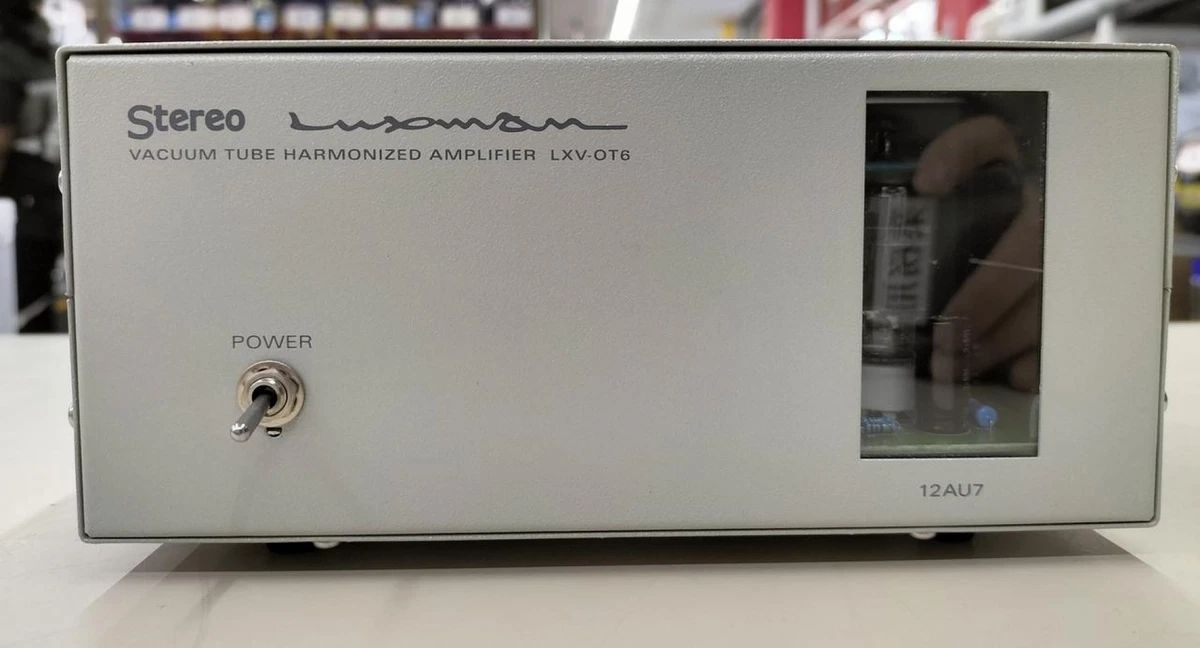 Stereo Luxman
VACUUM TUBE HARMONIZED AMPLIFIER LXV-OT6
POWER
12AU7